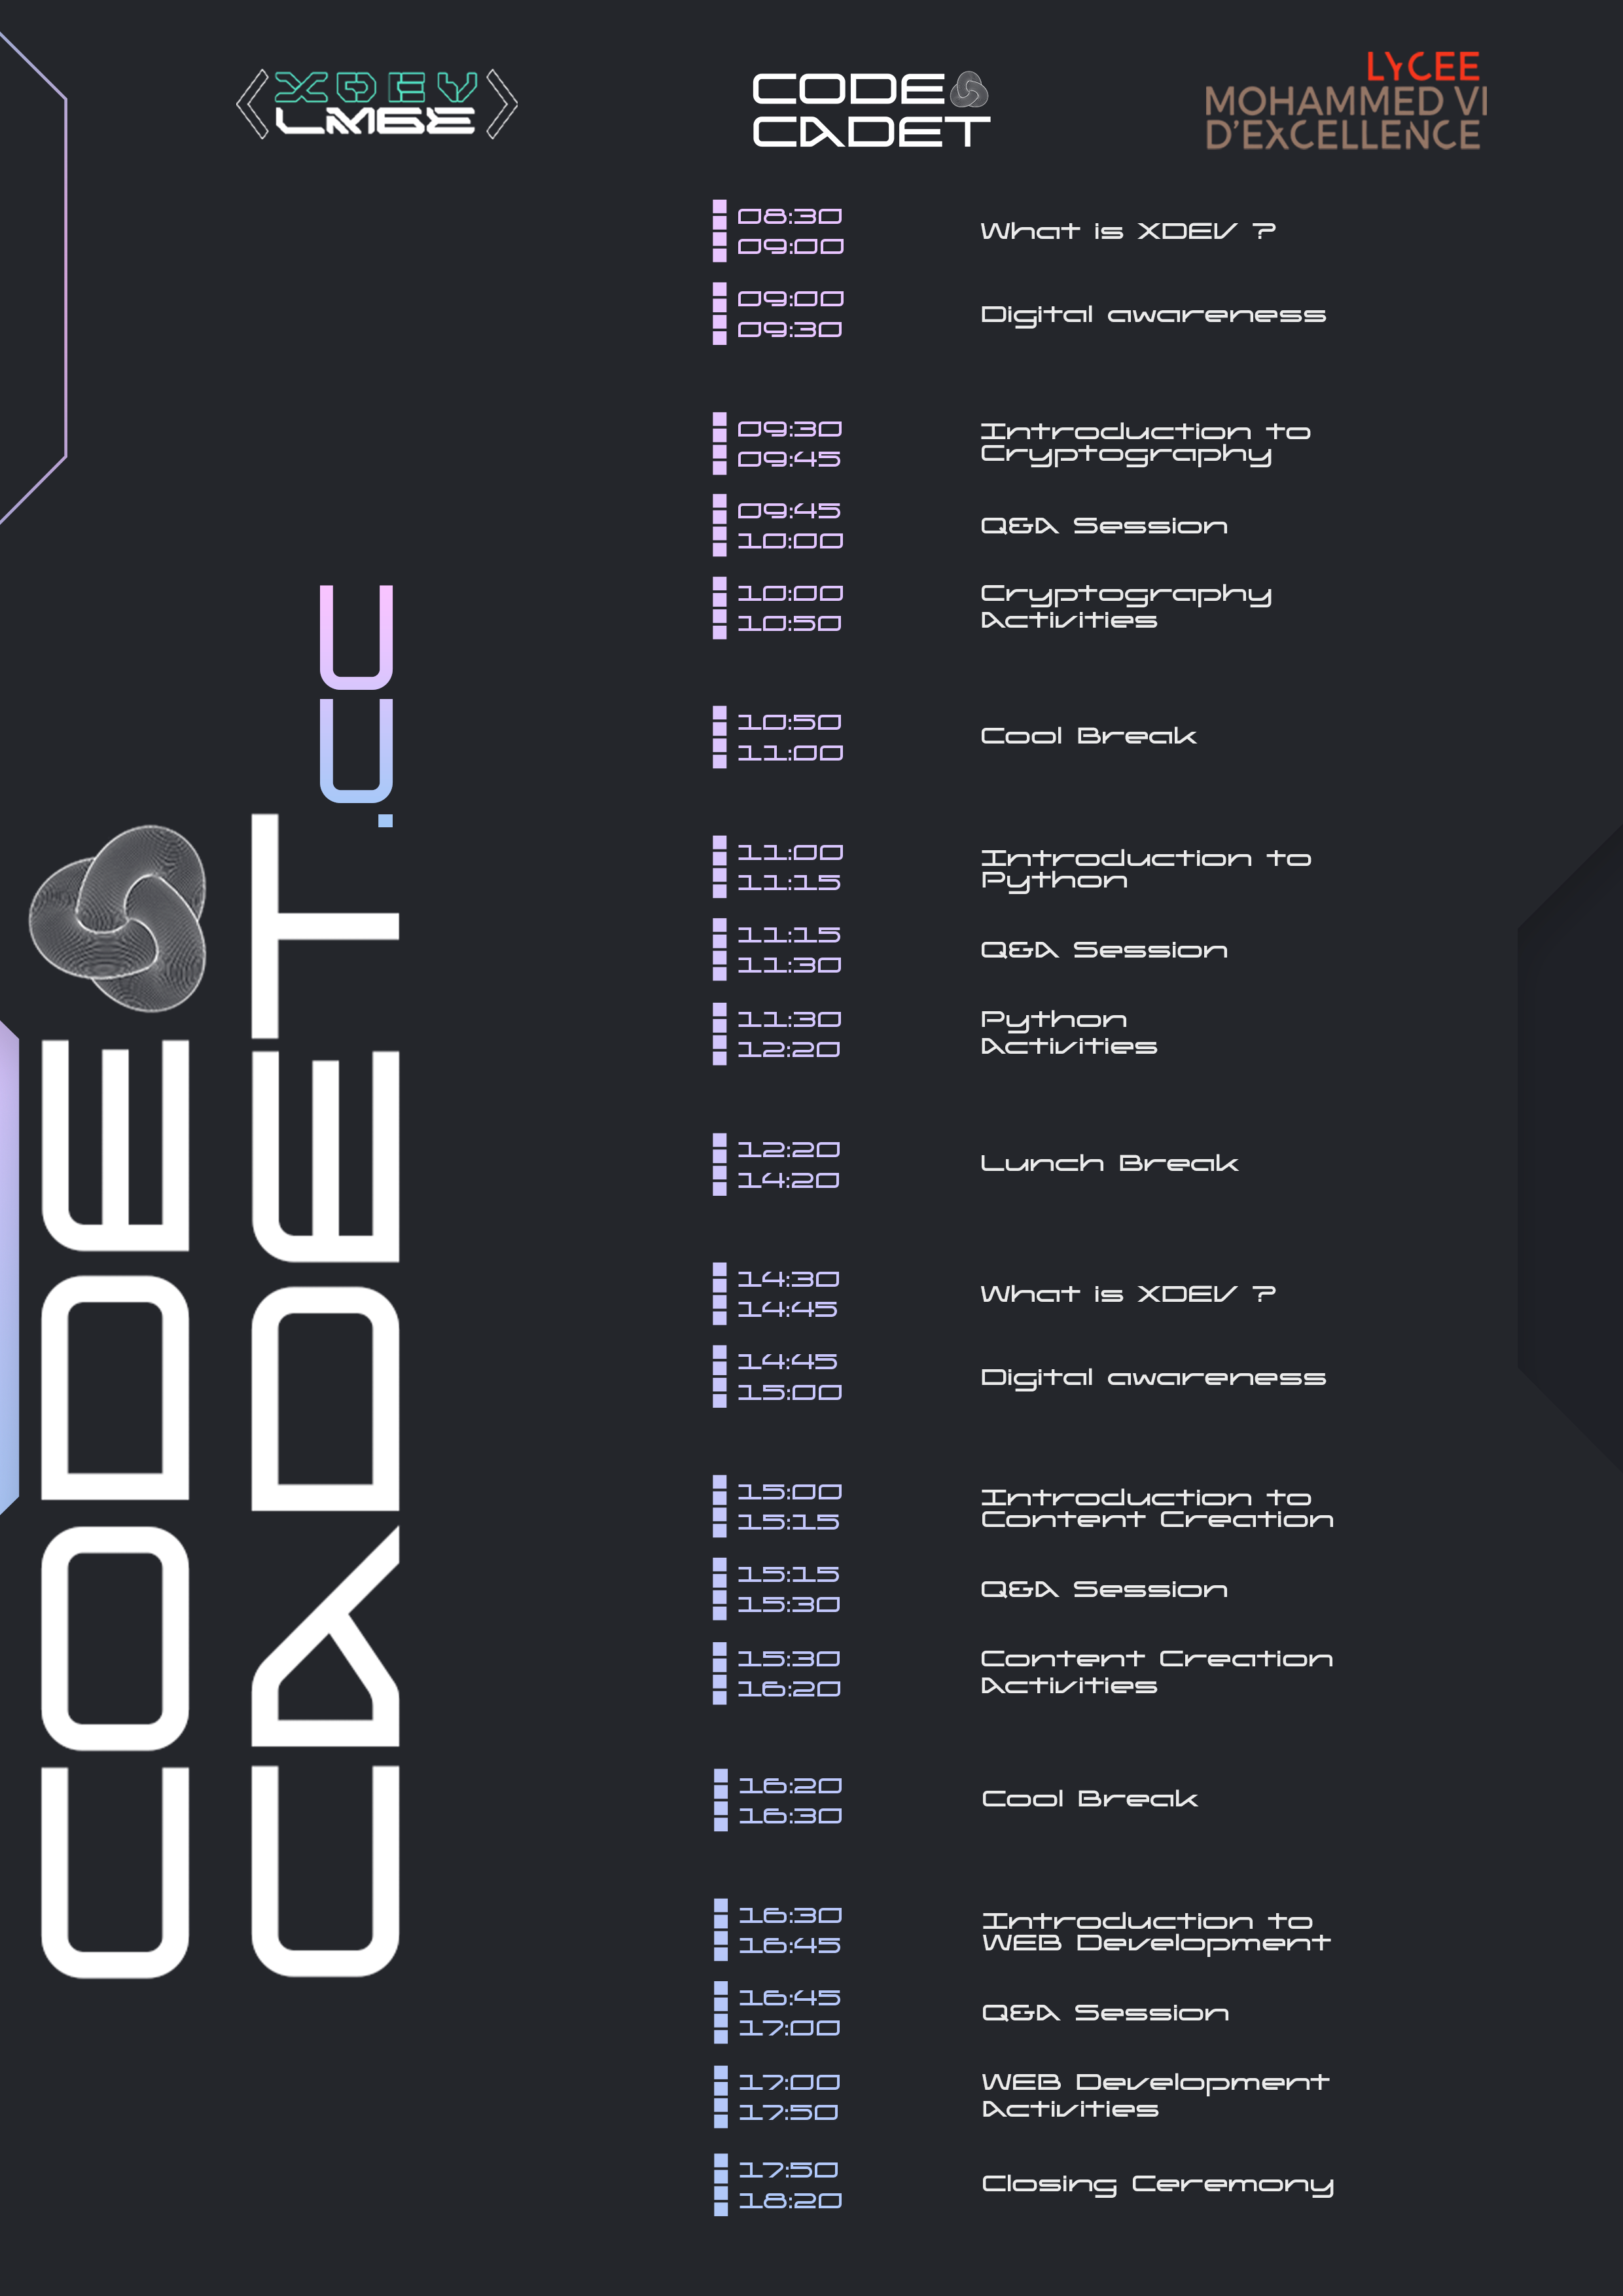 XDEV
LM6E
CODE
CADET
LYCEE
MOHAMMED VI
D'EXCELLENCE
CODE
CADET
.UU
08:30
09:00
What is XDEV ?
09:00
09:30
Digital awareness
09:30
09:45
Introduction to
Cryptography
09:45
10:00
Q&A Session
10:00
10:50
Cryptography
Activities
10:50
11:00
Cool Break
11:00
11:15
Introduction to
Python
11:15
11:30
Q&A Session
11:30
12:20
Python
Activities
12:20
14:20
Lunch Break
14:30
14:45
What is XDEV ?
14:45
15:00
Digital awareness
15:00
15:15
Introduction to
Content Creation
15:15
15:30
Q&A Session
15:30
16:20
Content Creation
Activities
16:20
16:30
Cool Break
16:30
16:45
Introduction to
WEB Development
16:45
17:00
Q&A Session
17:00
17:50
WEB Development
Activities
17:50
18:20
Closing Ceremony